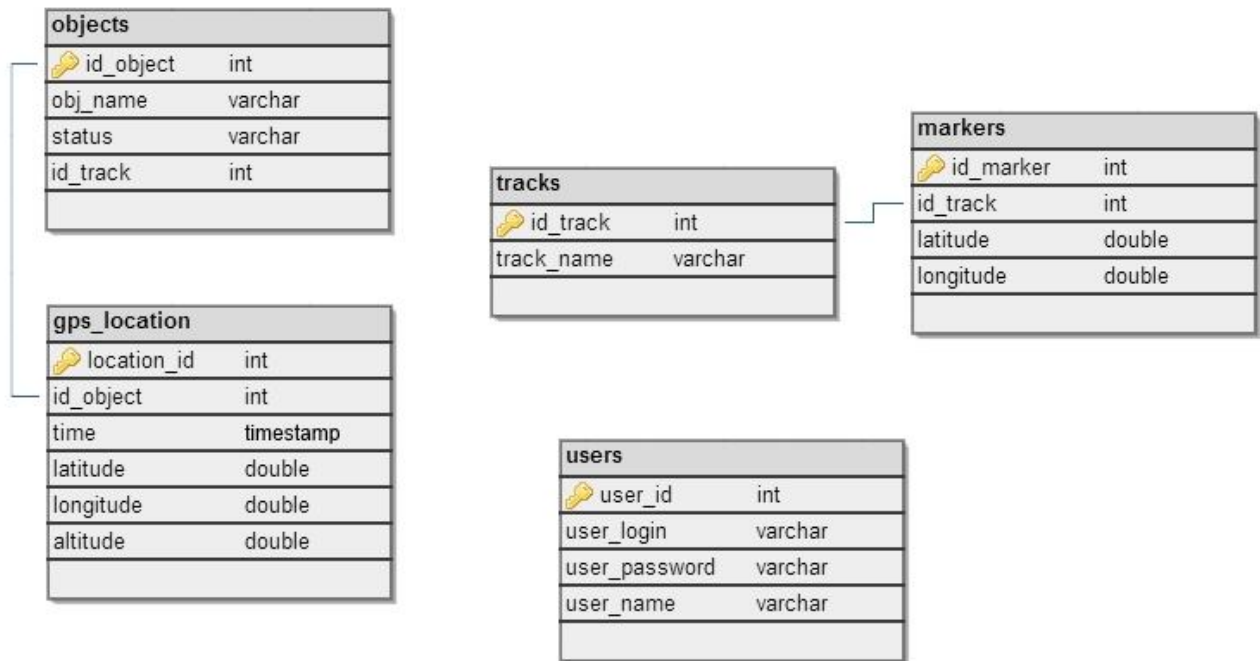 objects
id_object int
obj_name varchar
status varchar
id_track int
gps_location
location_id int
id_object int
time timestamp
latitude double
longitude double
altitude double
tracks
id_track int
track_name varchar
markers
id_marker int
id_track int
latitude double
longitude double
users
user_id int
user_login varchar
user_password varchar
user_name varchar